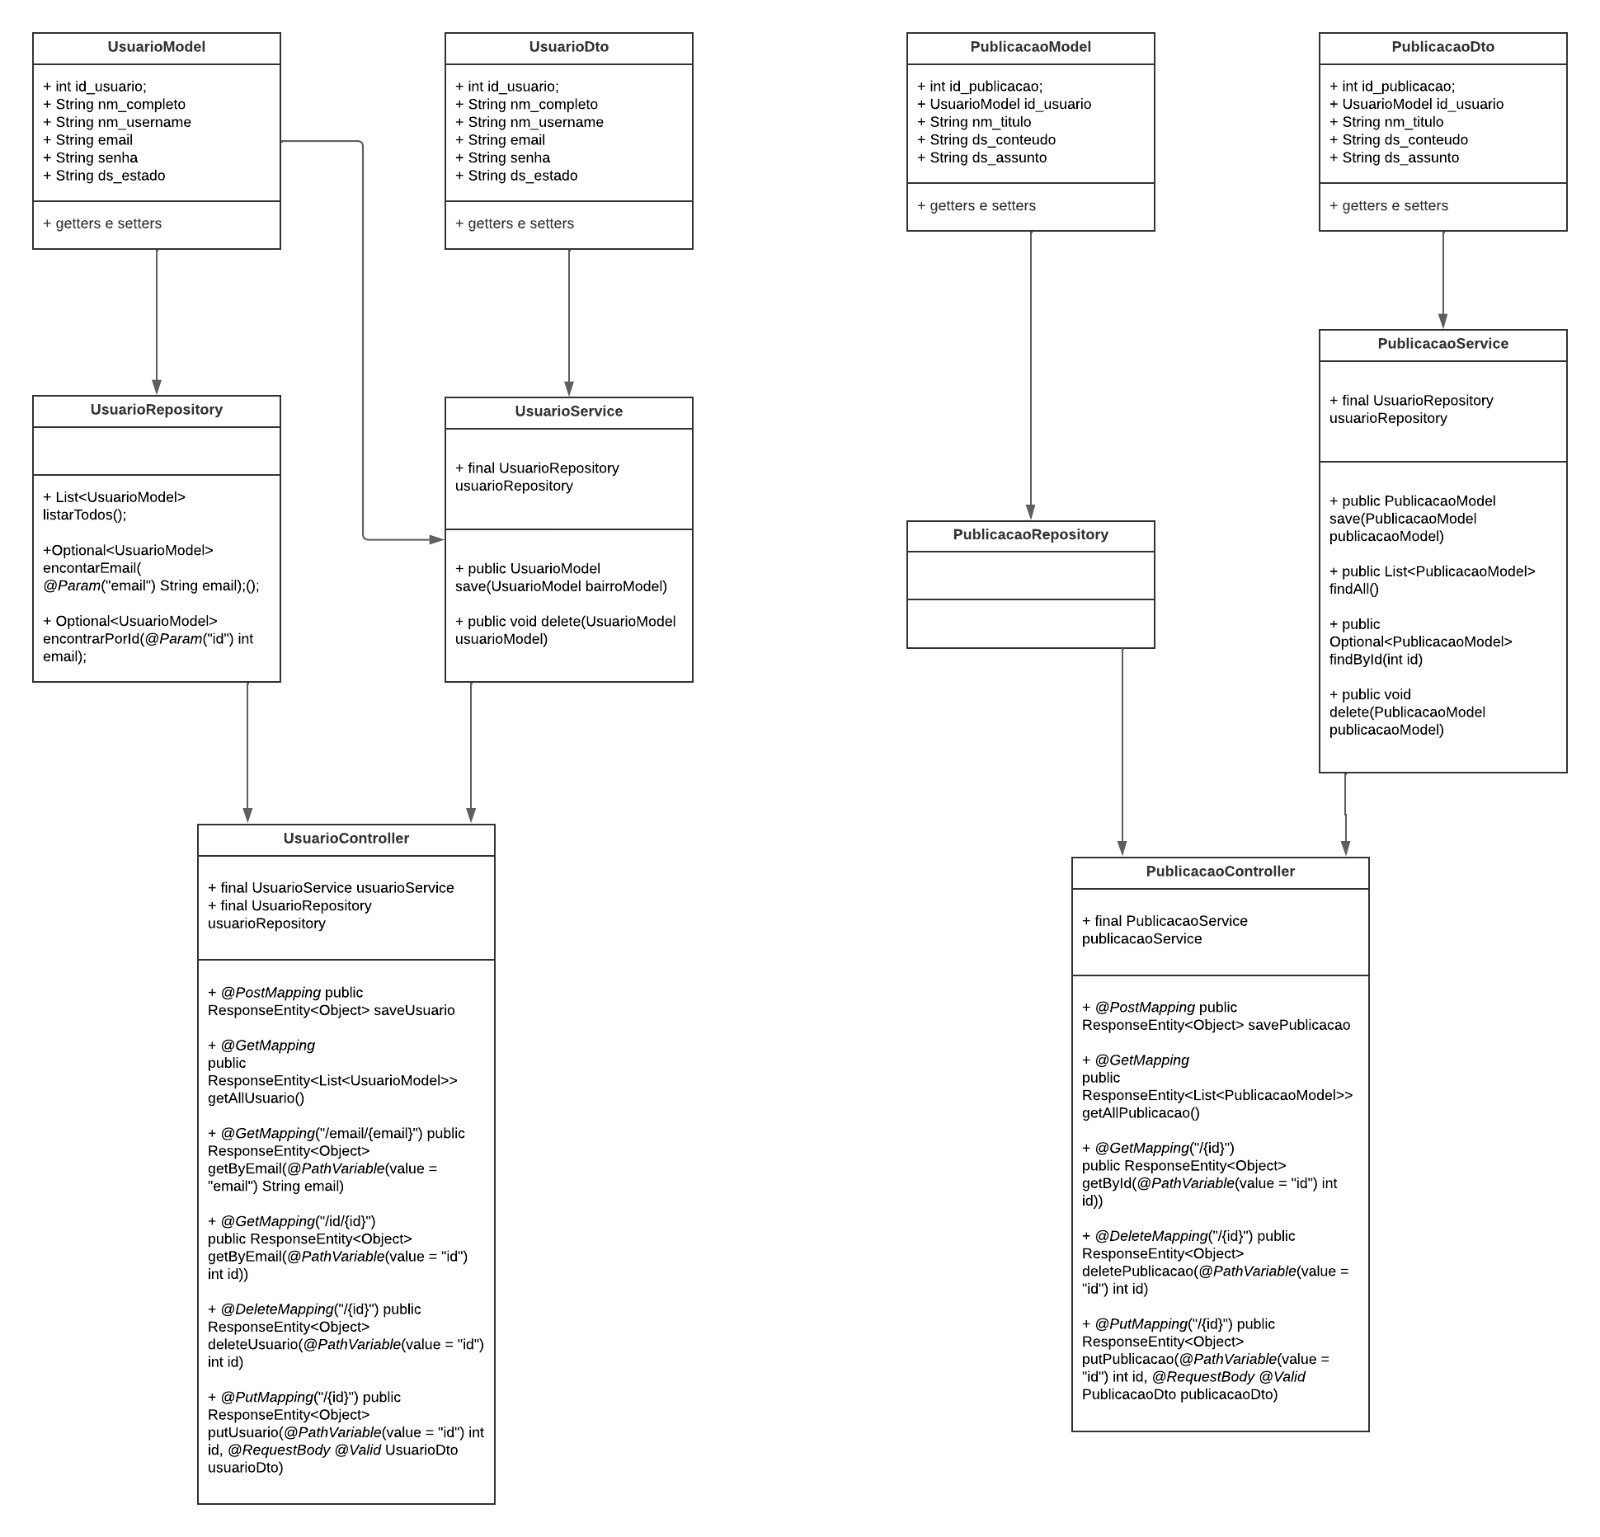 UsuarioModel
+ int id_usuario;
+ String nm_completo
+ String nm_username
+ String email
+ String senha
+ String ds_estado
+ getters e setters
UsuarioDto
+ int id_usuario;
+ String nm_completo
+ String nm_username
+ String email
+ String senha
+ String ds_estado
+ getters e setters
PublicacaoModel
+ int id_publicacao;
+ UsuarioModel id_usuario
+ String nm_titulo
+ String ds_conteudo
+ String ds_assunto
+ getters e setters
PublicacaoDto
+ int id_publicacao;
+ UsuarioModel id_usuario
+ String nm_titulo
+ String ds_conteudo
+ String ds_assunto
+ getters e setters
UsuarioRepository
+ List<UsuarioModel>
listarTodos();
+Optional<UsuarioModel>
encontarEmail(
@Param("email") String email);();
+ Optional<UsuarioModel>
encontrarPorId(@Param("id") int
email);
UsuarioService
+ final UsuarioRepository
usuarioRepository
+ public UsuarioModel
save(UsuarioModel bairroModel)
+ public void delete(UsuarioModel
usuarioModel)
PublicacaoRepository
PublicacaoService
+ final UsuarioRepository
usuarioRepository
+ public PublicacaoModel
save(PublicacaoModel
publicacaoModel)
+ public List<PublicacaoModel>
findAll()
+ public
Optional<PublicacaoModel>
findById(int id)
+ public void
delete(PublicacaoModel
publicacaoModel)
UsuarioController
+ final UsuarioService usuarioService
+ final UsuarioRepository
usuarioRepository
+ @PostMapping public
ResponseEntity<Object> saveUsuario
+ @GetMapping
public
ResponseEntity<List<UsuarioModel>>
getAllUsuario()
+ @GetMapping("/email/{email}") public
ResponseEntity<Object>
getByEmail(@PathVariable(value =
"email") String email)
+ @GetMapping("/id/{id}")
public ResponseEntity<Object>
getByEmail(@PathVariable(value = "id")
int id))
+ @DeleteMapping("/{id}") public
ResponseEntity<Object>
deleteUsuario(@PathVariable(value = "id")
int id)
+ @PutMapping("/{id}") public
ResponseEntity<Object>
putUsuario(@PathVariable(value = "id") int
id, @RequestBody @Valid UsuarioDto
usuarioDto)
PublicacaoController
+ final PublicacaoService
publicacaoService
+ @PostMapping public
ResponseEntity<Object> savePublicacao
+ @GetMapping
public
ResponseEntity<List<PublicacaoModel>>
getAllPublicacao()
+ @GetMapping("/{id}")
public ResponseEntity<Object>
getById(@PathVariable(value = "id") int
id))
+ @DeleteMapping("/{id}") public
ResponseEntity<Object>
deletePublicacao(@PathVariable(value =
"id") int id)
+ @PutMapping("/{id}") public
ResponseEntity<Object>
putPublicacao(@PathVariable(value =
"id") int id, @RequestBody @Valid
PublicacaoDto publicacaoDto)